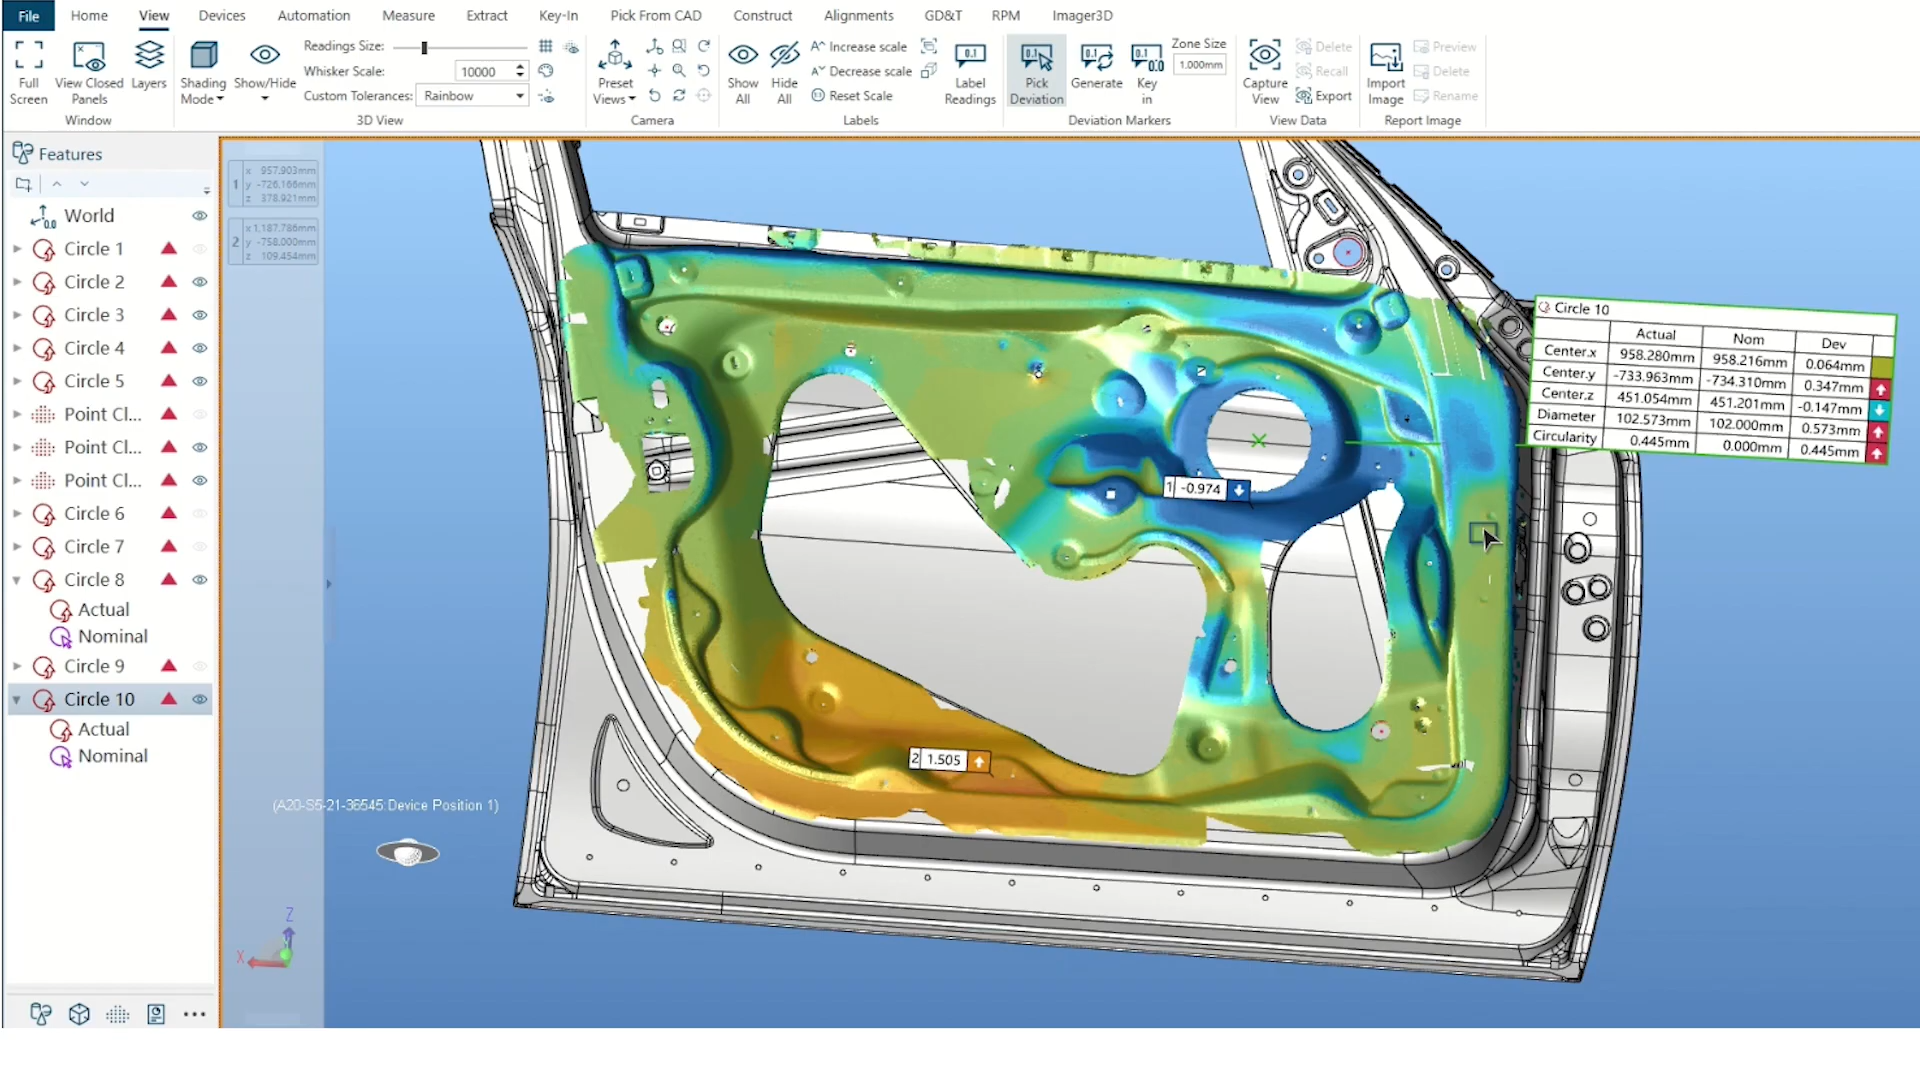 File Home View Devices Automation Measure Extract Key-In Pick From CAD Construct Alignments GD&T RPM Imager3D
Full Screen
View Closed Panels
Layers
Window
Shading Mode
Show/Hide
Readings Size:
Whisker Scale: 10000
Custom Tolerances: Rainbow
3D View
Preset Views
Camera
Show All
Hide All
Increase scale
Decrease scale
Reset Scale
Label Readings
Labels
Pick Deviation
Generate
Key in
Zone Size
1.000mm
Deviation Markers
Capture View
Delete
Recall
Export
View Data
Import Image
Preview
Delete
Rename
Report Image
Features
World
Circle 1
Circle 2
Circle 3
Circle 4
Circle 5
Point Cl...
Point Cl...
Point Cl...
Circle 6
Circle 7
Circle 8
Actual
Nominal
Circle 9
Circle 10
Actual
Nominal
1 x 957.903mm
y -726.166mm
z 378.921mm
2 x 1,187.786mm
y -758.000mm
z 109.454mm
Circle 10
Actual Nom Dev
Center.x 958.280mm 958.216mm 0.064mm
Center.y -733.963mm -734.310mm 0.347mm
Center.z 451.054mm 451.201mm -0.147mm
Diameter 102.573mm 102.000mm 0.573mm
Circularity 0.445mm 0.000mm 0.445mm
1 -0.974
2 1.505
(A20-S5-21-36545:Device Position 1)
Z
X